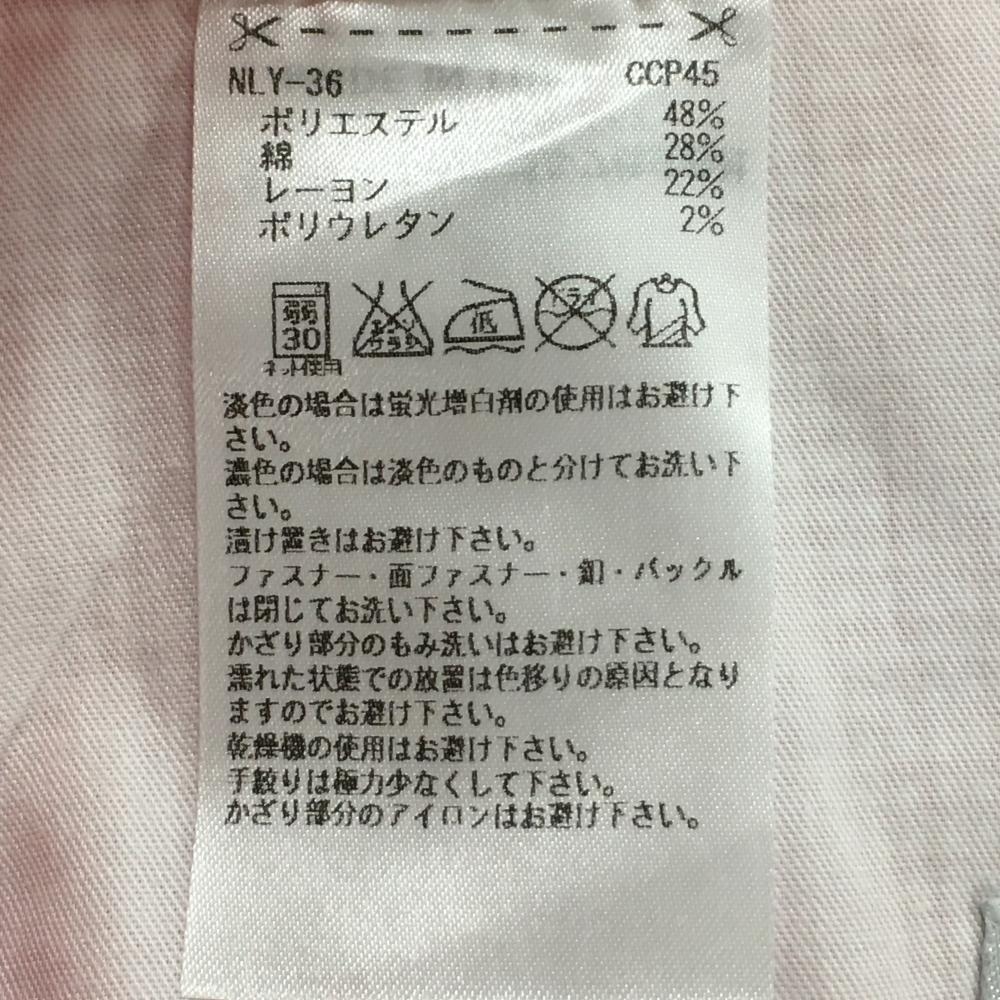 NLY-36 CCP45
ポリエステル 48%
綿 28%
レーヨン 22%
ポリウレタン 2%
弱
30
ネット使用
エンソ
サラシ
低
ドライ
淡色の場合は蛍光増白剤の使用はお避け下
さい。
濃色の場合は淡色のものと分けてお洗い下
さい。
漬け置きはお避け下さい。
ファスナー・面ファスナー・釦・バックル
は閉じてお洗い下さい。
かざり部分のもみ洗いはお避け下さい。
濡れた状態での放置は色移りの原因となり
ますのでお避け下さい。
乾燥機の使用はお避け下さい。
手絞りは極力少なくして下さい。
かざり部分のアイロンはお避け下さい。